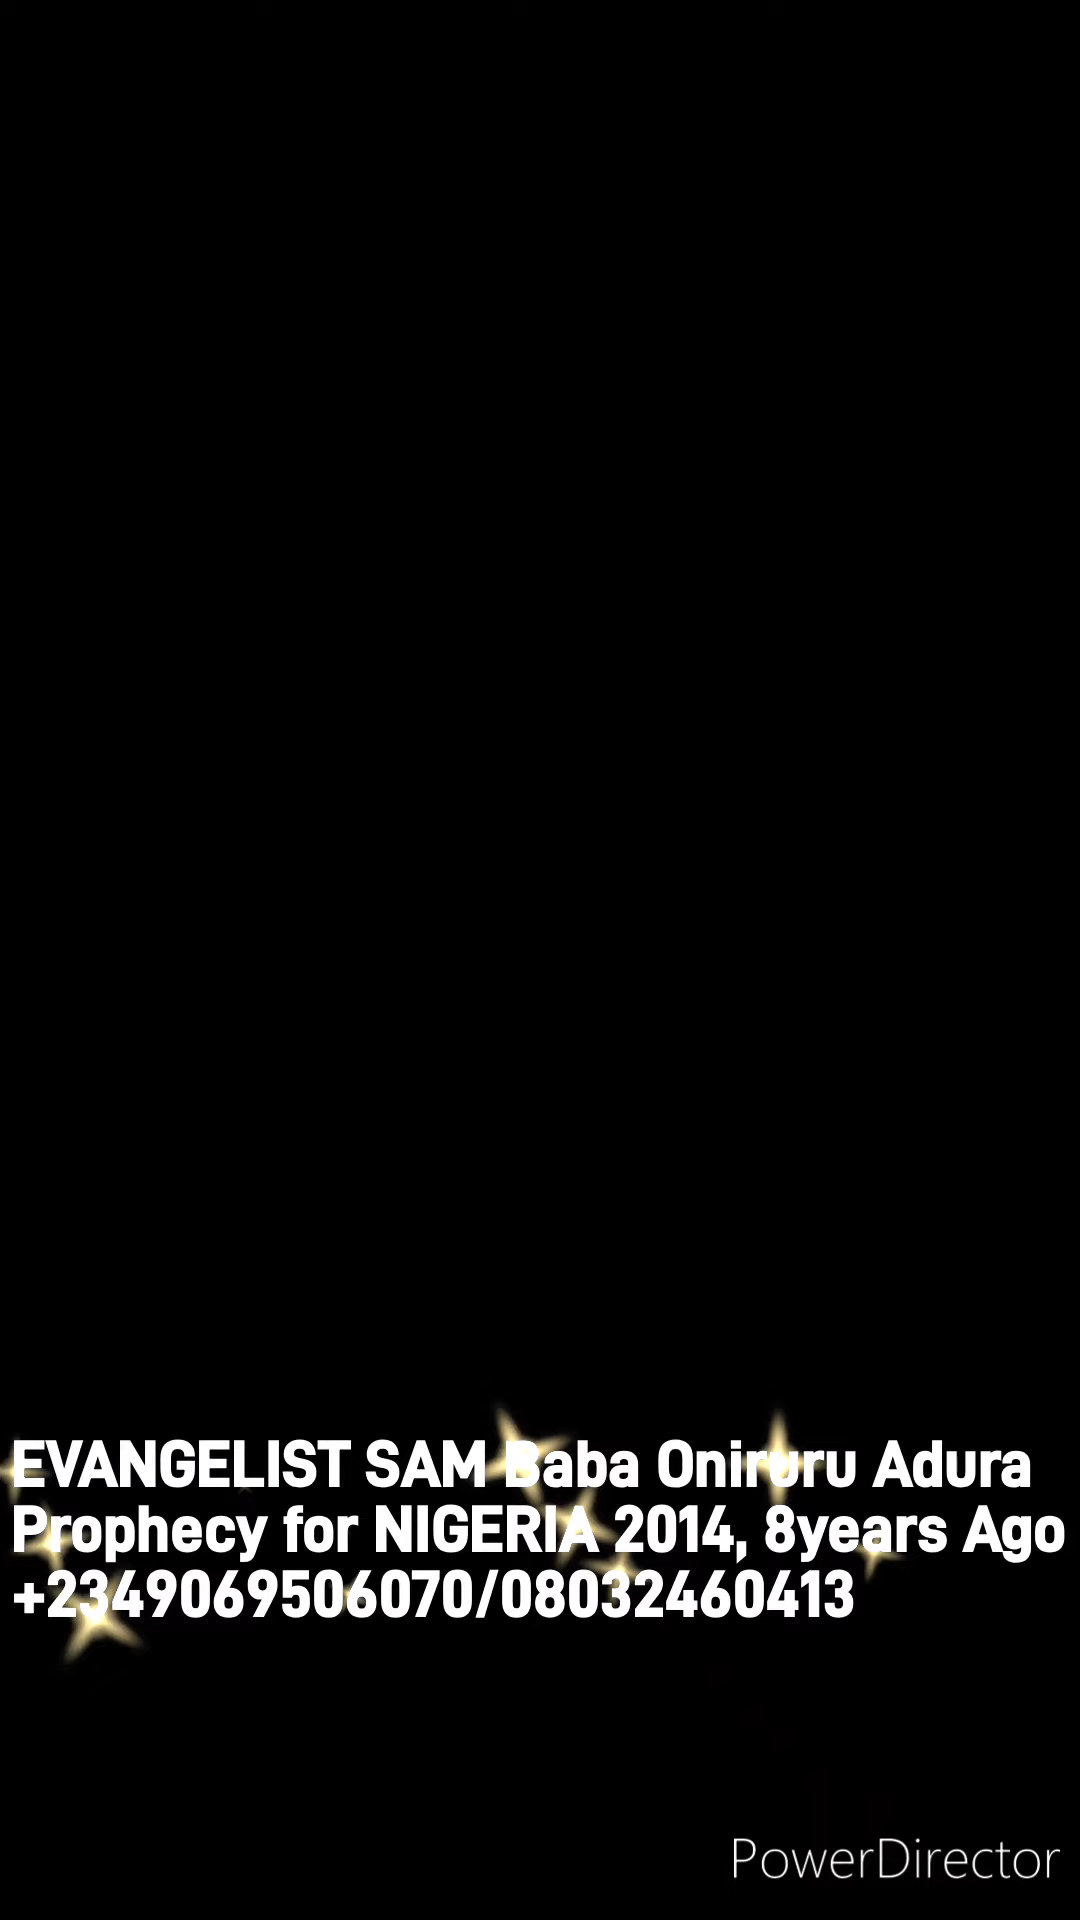 EVANGELIST SAM Baba Oniruru Adura
Prophecy for NIGERIA 2014, 8years Ago
+2349069506070/08032460413
PowerDirector